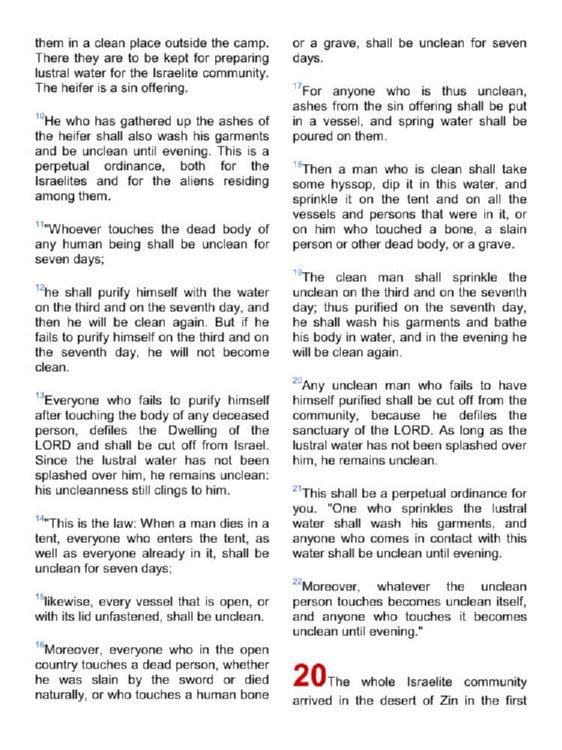 them in a clean place outside the camp.
There they are to be kept for preparing
lustral water for the Israelite community.
The heifer is a sin offering.
10He who has gathered up the ashes of
the heifer shall also wash his garments
and be unclean until evening. This is a
perpetual ordinance, both for the
Israelites and for the aliens residing
among them.
11"Whoever touches the dead body of
any human being shall be unclean for
seven days;
12he shall purify himself with the water
on the third and on the seventh day, and
then he will be clean again. But if he
fails to purify himself on the third and on
the seventh day, he will not become
clean.
13Everyone who fails to purify himself
after touching the body of any deceased
person, defiles the Dwelling of the
LORD and shall be cut off from Israel.
Since the lustral water has not been
splashed over him, he remains unclean:
his uncleanness still clings to him.
14"This is the law: When a man dies in a
tent, everyone who enters the tent, as
well as everyone already in it, shall be
unclean for seven days;
15likewise, every vessel that is open, or
with its lid unfastened, shall be unclean.
16Moreover, everyone who in the open
country touches a dead person, whether
he was slain by the sword or died
naturally, or who touches a human bone
or a grave, shall be unclean for seven
days.
17For anyone who is thus unclean,
ashes from the sin offering shall be put
in a vessel, and spring water shall be
poured on them.
18Then a man who is clean shall take
some hyssop, dip it in this water, and
sprinkle it on the tent and on all the
vessels and persons that were in it, or
on him who touched a bone, a slain
person or other dead body, or a grave.
19The clean man shall sprinkle the
unclean on the third and on the seventh
day; thus purified on the seventh day,
he shall wash his garments and bathe
his body in water, and in the evening he
will be clean again.
20Any unclean man who fails to have
himself purified shall be cut off from the
community, because he defiles the
sanctuary of the LORD. As long as the
lustral water has not been splashed over
him, he remains unclean.
21This shall be a perpetual ordinance for
you. "One who sprinkles the lustral
water shall wash his garments, and
anyone who comes in contact with this
water shall be unclean until evening.
22Moreover, whatever the unclean
person touches becomes unclean itself,
and anyone who touches it becomes
unclean until evening."
20The whole Israelite community
arrived in the desert of Zin in the first